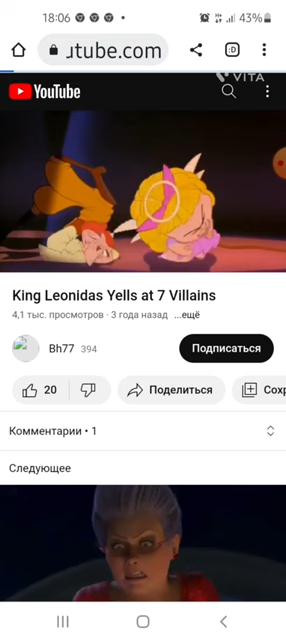 18:06
43%
utube.com
:D
VITA
YouTube
King Leonidas Yells at 7 Villains
4,1 тыс. просмотров · 3 года назад ...ещё
Bh77 394
Подписаться
20
Поделиться
Сохр
Комментарии • 1
Следующее